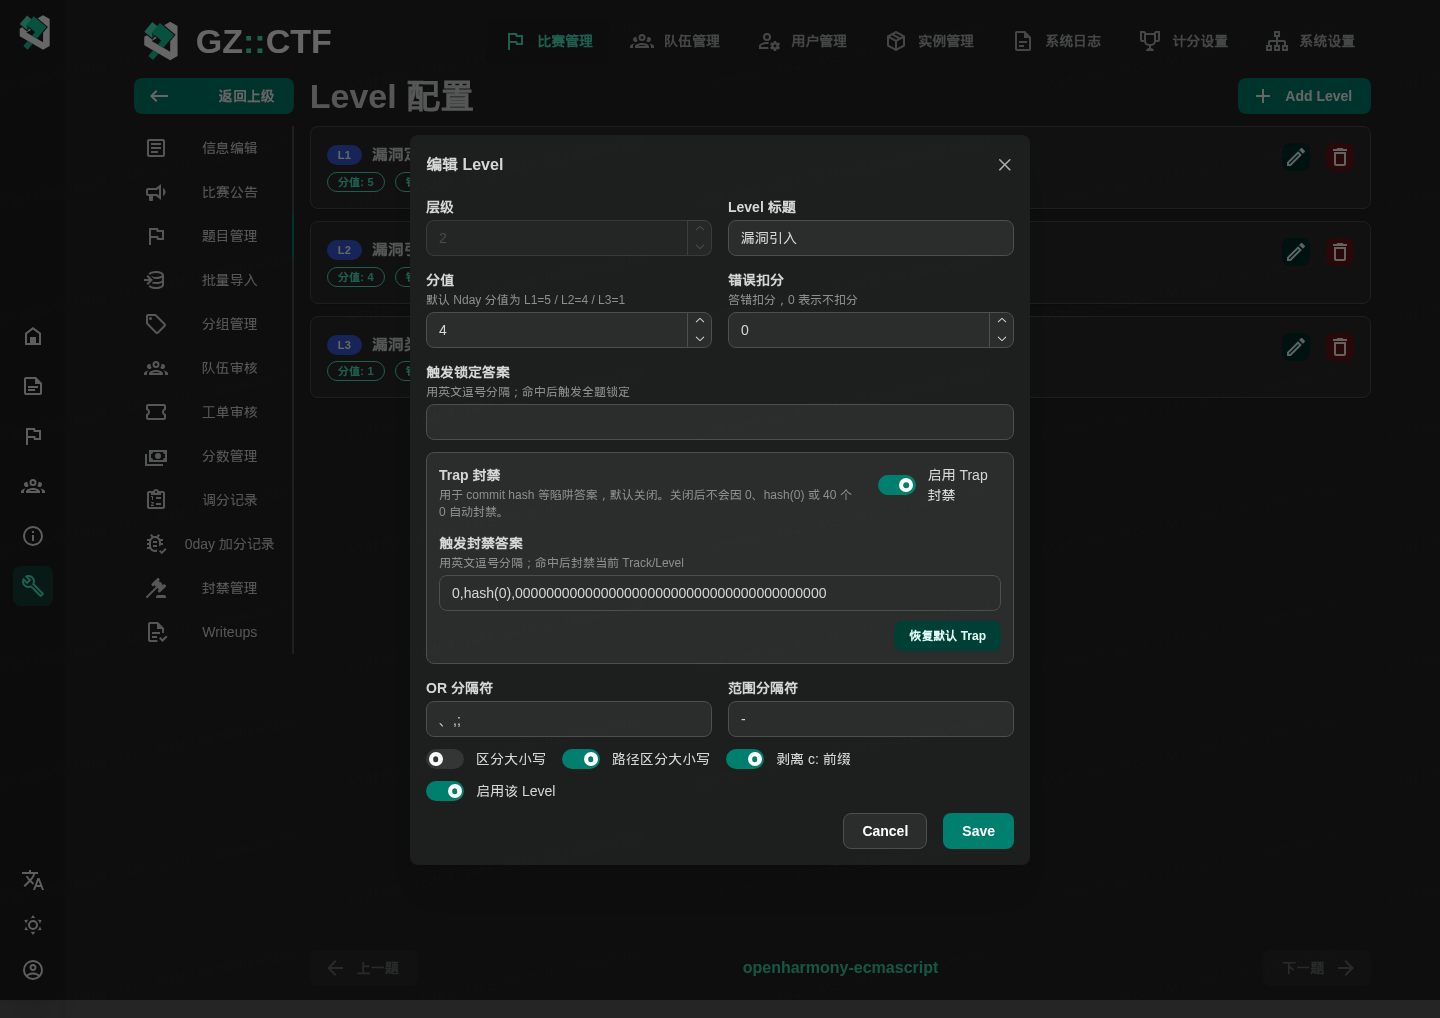 GZ::CTF
比赛管理
队伍管理
用户管理
实例管理
系统日志
计分设置
系统设置
返回上级
Level 配置
Add Level
信息编辑
比赛公告
题目管理
批量导入
分组管理
队伍审核
工单审核
分数管理
调分记录
0day 加分记录
封禁管理
Writeups
L1
漏洞
分值: 5
L2
漏洞
分值: 4
L3
漏洞
分值: 1
编辑 Level
层级
2
Level 标题
漏洞引入
分值
默认 Nday 分值为 L1=5 / L2=4 / L3=1
4
错误扣分
答错扣分，0 表示不扣分
0
触发锁定答案
用英文逗号分隔；命中后触发全题锁定
Trap 封禁
用于 commit hash 等陷阱答案，默认关闭。关闭后不会因 0、hash(0) 或 40 个
0 自动封禁。
启用 Trap
封禁
触发封禁答案
用英文逗号分隔；命中后封禁当前 Track/Level
0,hash(0),0000000000000000000000000000000000000000
恢复默认 Trap
OR 分隔符
、,;
范围分隔符
-
区分大小写
路径区分大小写
剥离 c: 前缀
启用该 Level
Cancel
Save
上一题
openharmony-ecmascript
下一题